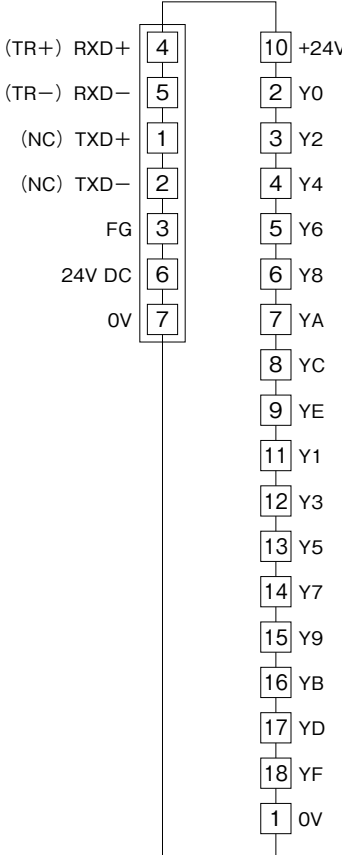 (TR+) RXD+ 4
(TR−) RXD− 5
(NC) TXD+ 1
(NC) TXD− 2
FG 3
24V DC 6
0V 7
10 +24V
2 Y0
3 Y2
4 Y4
5 Y6
6 Y8
7 YA
8 YC
9 YE
11 Y1
12 Y3
13 Y5
14 Y7
15 Y9
16 YB
17 YD
18 YF
1 0V